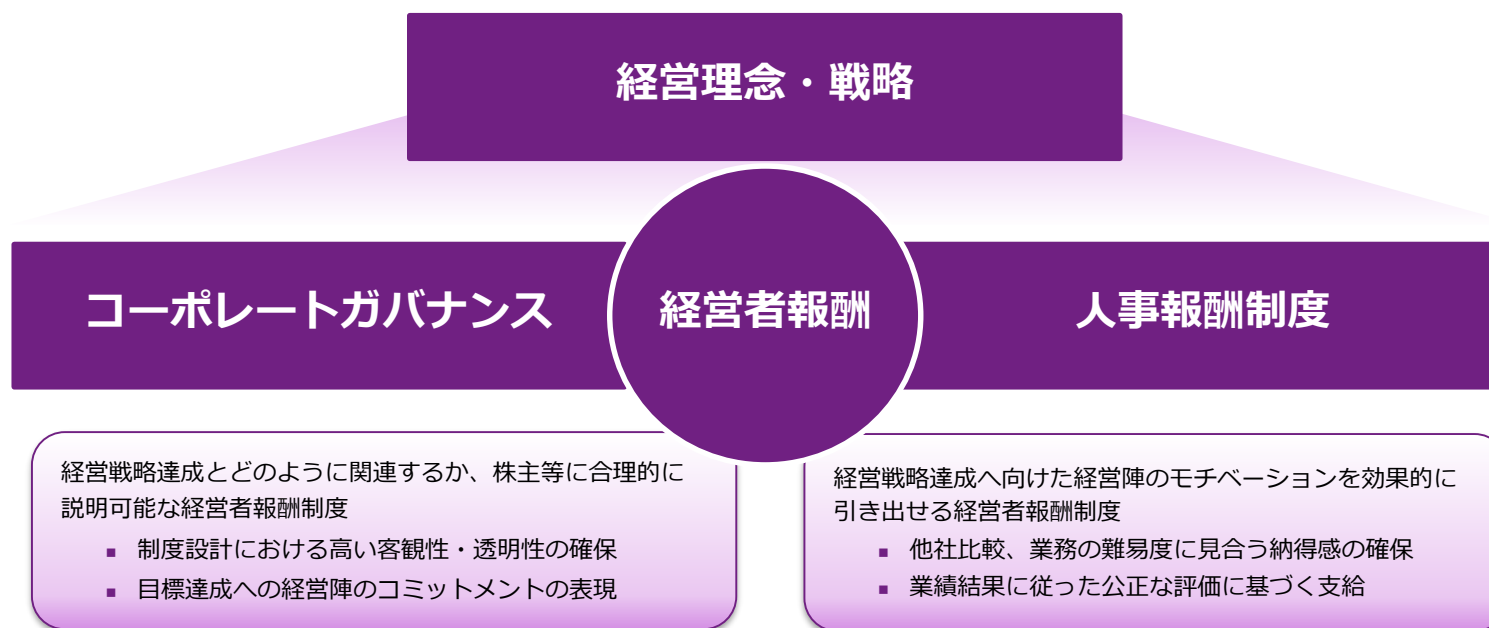 経営理念・戦略
コーポレートガバナンス
経営者報酬
人事報酬制度
経営戦略達成とどのように関連するか、株主等に合理的に
説明可能な経営者報酬制度
▪ 制度設計における高い客観性・透明性の確保
▪ 目標達成への経営陣のコミットメントの表現
経営戦略達成へ向けた経営陣のモチベーションを効果的に
引き出せる経営者報酬制度
▪ 他社比較、業務の難易度に見合う納得感の確保
▪ 業績結果に従った公正な評価に基づく支給